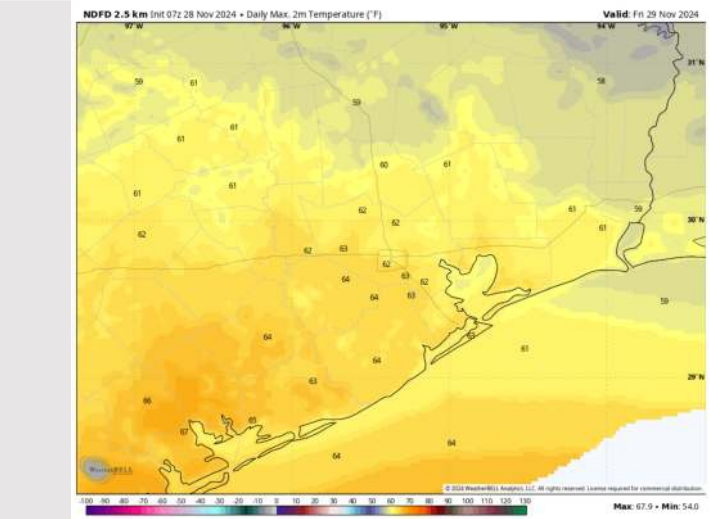 NDFD 2.5 km Init 07z 28 Nov 2024 • Daily Max. 2m Temperature (°F) Valid: Fri 29 Nov 2024
97°W 96°W 95°W 94°W
31°N
59 61 58
59
61 61
60 61
61 61
62 61 59
62 62 61 30°N
62 63 62
64 63 62
64 63
59
64 63
64 61
63 29°N
66
67 65
64 64
WeatherBELL
© 2024 WeatherBELL Analytics, LLC. All rights reserved. License required for commercial distribution.
-100 -90 -80 -70 -60 -50 -40 -30 -20 -10 0 10 20 30 40 50 60 70 80 90 100 110 120 130
Max: 67.9 • Min: 54.0